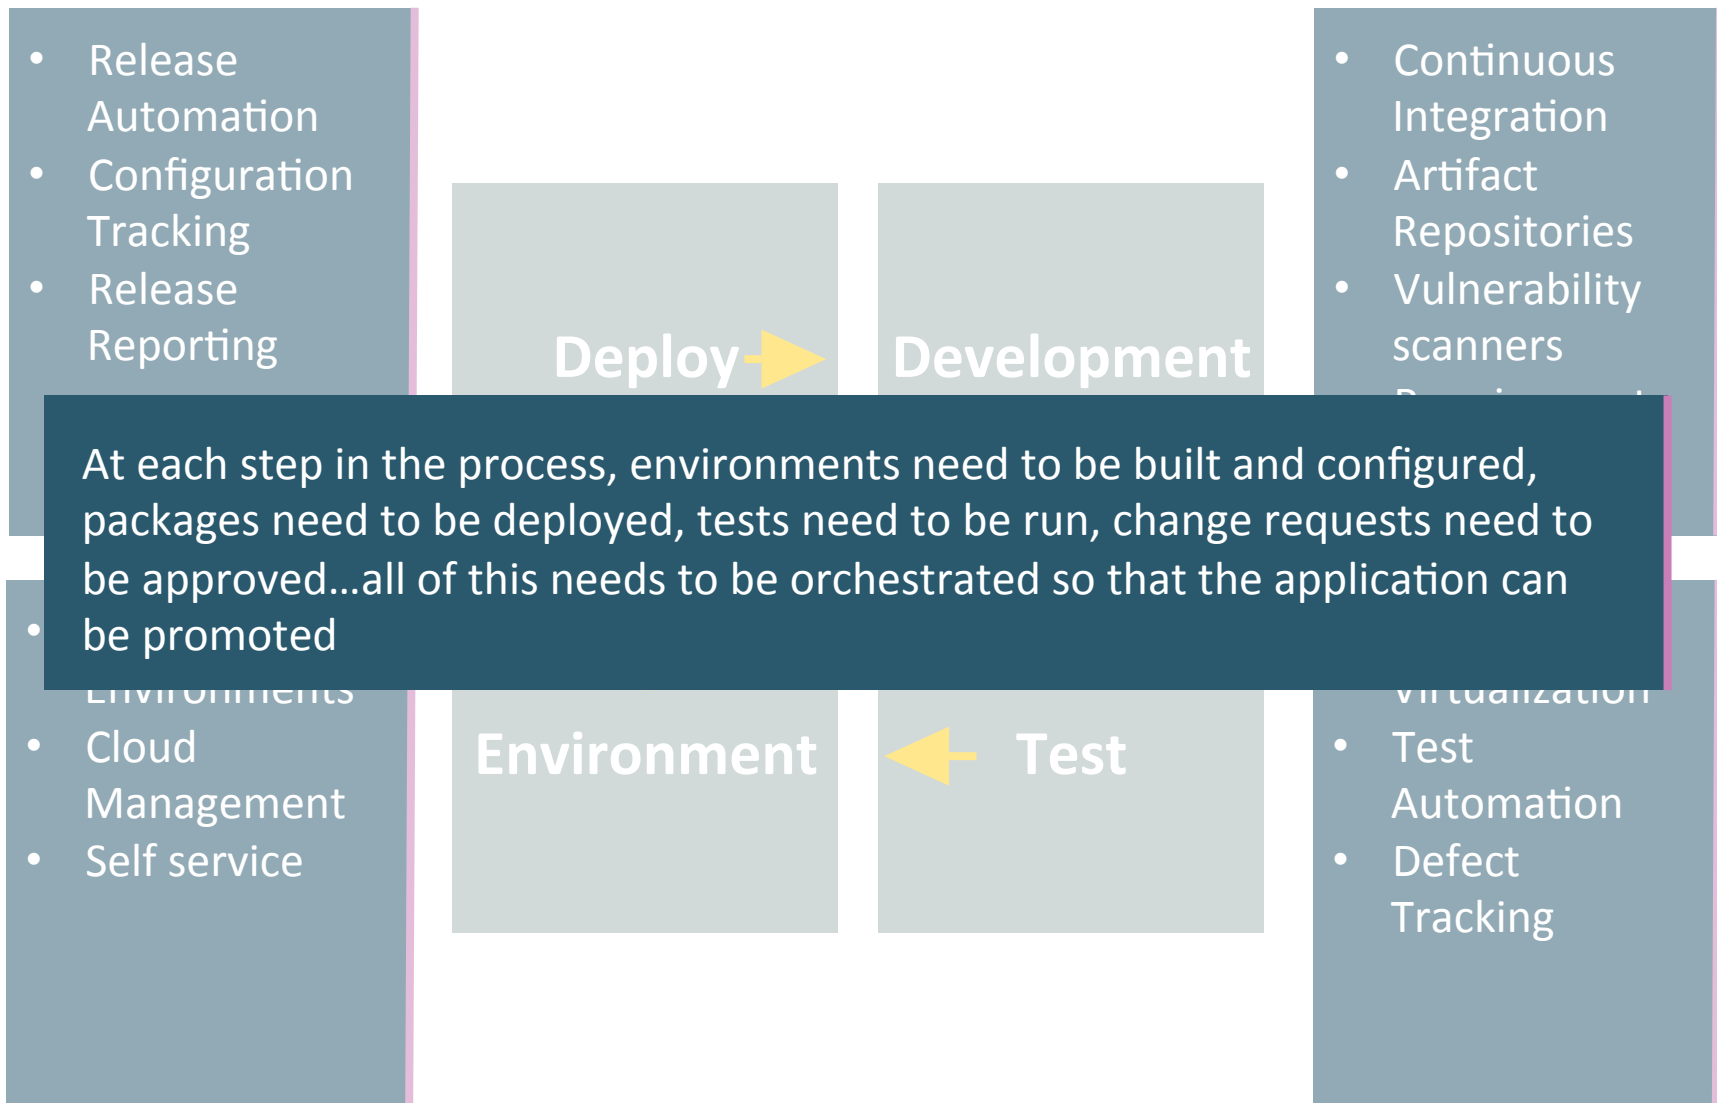 • Release
Automation
• Configuration
Tracking
• Release
Reporting
Deploy
Development
• Continuous
Integration
• Artifact
Repositories
• Vulnerability
scanners
At each step in the process, environments need to be built and configured,
packages need to be deployed, tests need to be run, change requests need to
be approved...all of this needs to be orchestrated so that the application can
be promoted
•
Environments
• Cloud
Management
• Self service
Environment
Test
Virtualization
• Test
Automation
• Defect
Tracking